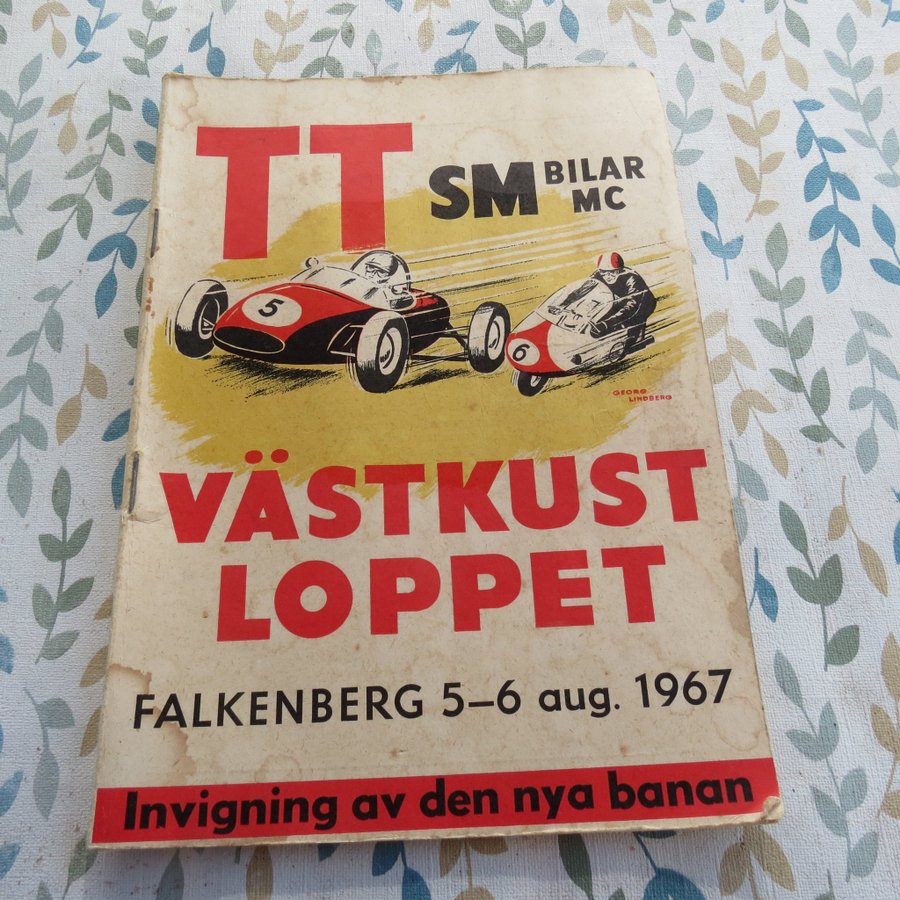 TT
SM BILAR
MC
5
6
GEORG
LINDBERG
VÄSTKUST
LOPPET
FALKENBERG 5–6 aug. 1967
Invigning av den nya banan